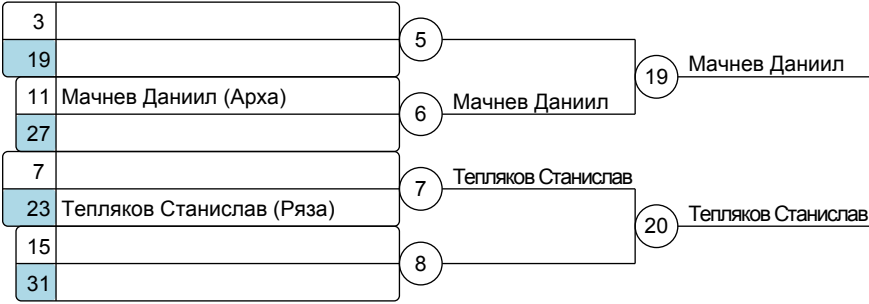 3
5
19
19 Мачнев Даниил
11 Мачнев Даниил (Арха)
6 Мачнев Даниил
27
7
7 Тепляков Станислав
23 Тепляков Станислав (Ряза)
20 Тепляков Станислав
15
8
31